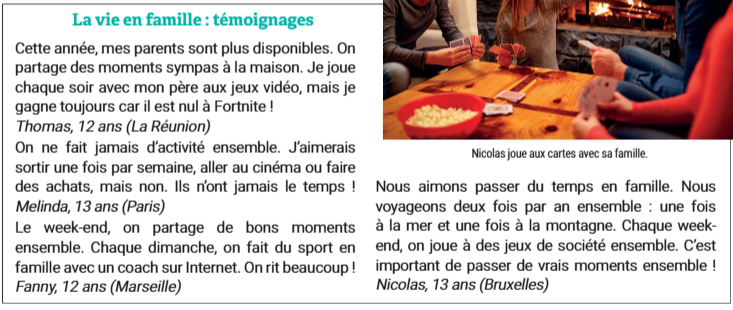 La vie en famille : témoignages
Cette année, mes parents sont plus disponibles. On
partage des moments sympas à la maison. Je joue
chaque soir avec mon père aux jeux vidéo, mais je
gagne toujours car il est nul à Fortnite !
Thomas, 12 ans (La Réunion)
On ne fait jamais d'activité ensemble. J'aimerais
sortir une fois par semaine, aller au cinéma ou faire
des achats, mais non. Ils n'ont jamais le temps !
Melinda, 13 ans (Paris)
Le week-end, on partage de bons moments
ensemble. Chaque dimanche, on fait du sport en
famille avec un coach sur Internet. On rit beaucoup !
Fanny, 12 ans (Marseille)
Nicolas joue aux cartes avec sa famille.
Nous aimons passer du temps en famille. Nous
voyageons deux fois par an ensemble : une fois
à la mer et une fois à la montagne. Chaque week-
end, on joue à des jeux de société ensemble. C'est
important de passer de vrais moments ensemble !
Nicolas, 13 ans (Bruxelles)